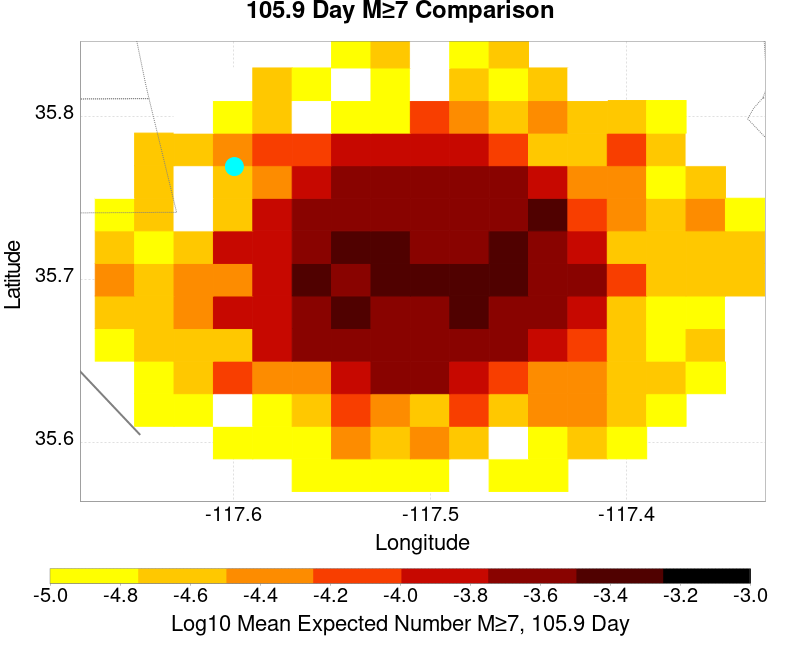 105.9 Day M≥7 Comparison
35.8
35.7
35.6
Latitude
-117.6 -117.5 -117.4
Longitude
-5.0 -4.8 -4.6 -4.4 -4.2 -4.0 -3.8 -3.6 -3.4 -3.2 -3.0
Log10 Mean Expected Number M≥7, 105.9 Day